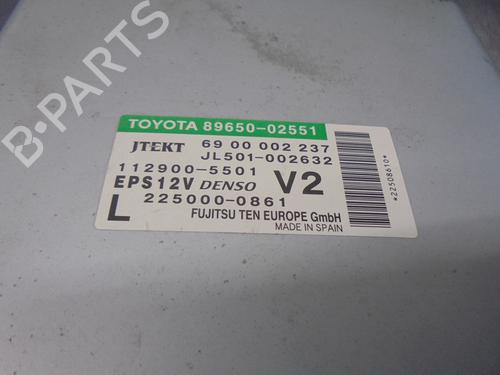 TOYOTA 89650-02551
JTEKT 69 00 002 237
JL501-002632
112900-5501
EPS12V DENSO V2
L 225000-0861
FUJITSU TEN EUROPE GmbH
MADE IN SPAIN
*22508610*
B-PARTS